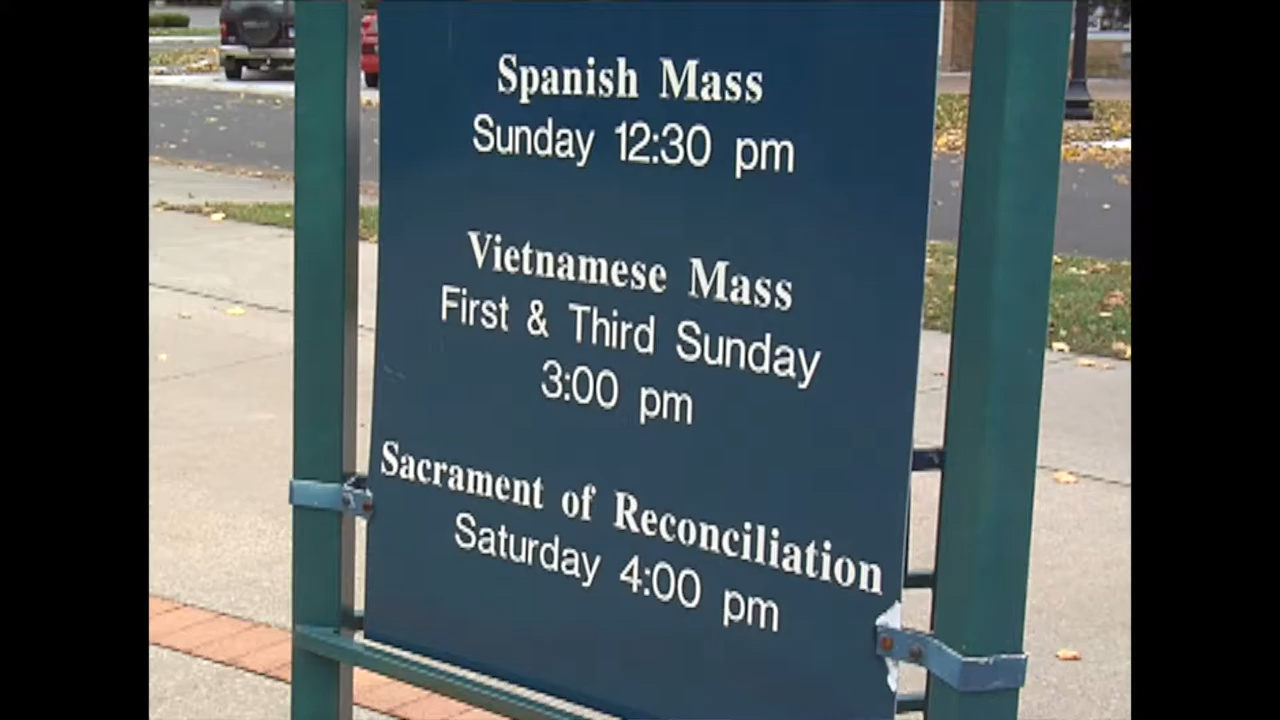 Spanish Mass
Sunday 12:30 pm
Vietnamese Mass
First & Third Sunday
3:00 pm
Sacrament of Reconciliation
Saturday 4:00 pm